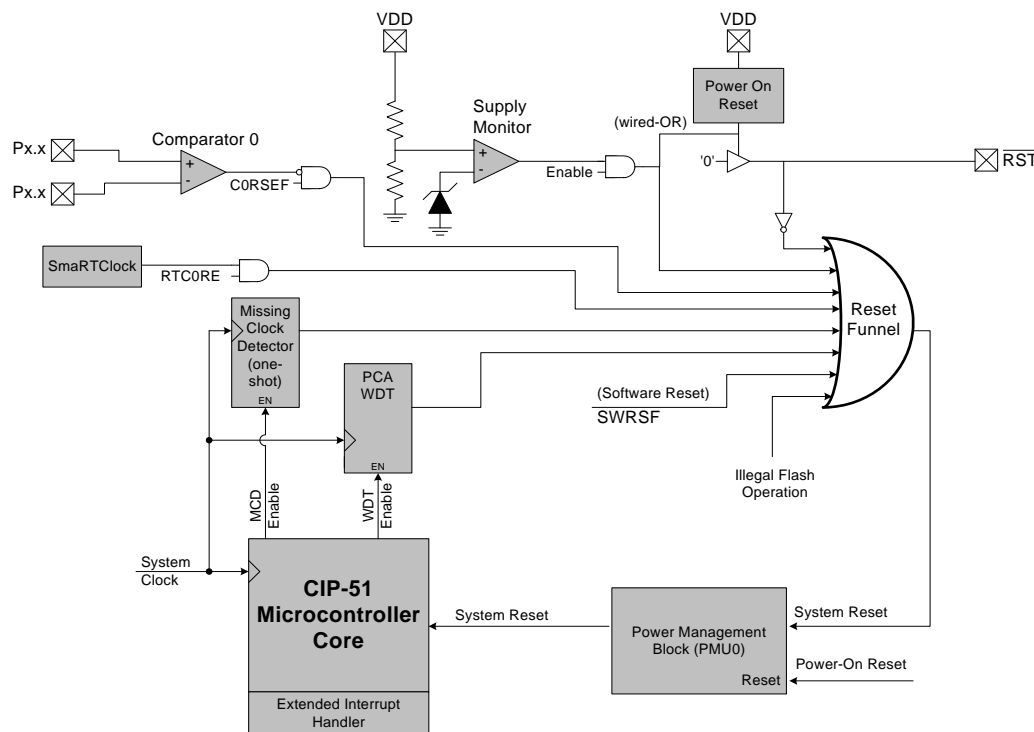 VDD
VDD
Power On
Reset
Supply
Monitor
(wired-OR)
Comparator 0
Px.x
+
-
Px.x
C0RSEF
+
-
Enable
'0'
RST
SmaRTClock
RTC0RE
Missing
Clock
Detector
(one-
shot)
EN
Reset
Funnel
PCA
WDT
EN
(Software Reset)
SWRSF
Illegal Flash
Operation
MCD
Enable
WDT
Enable
System
Clock
CIP-51
Microcontroller
Core
Extended Interrupt
Handler
System Reset
Power Management
Block (PMU0)
Reset
System Reset
Power-On Reset